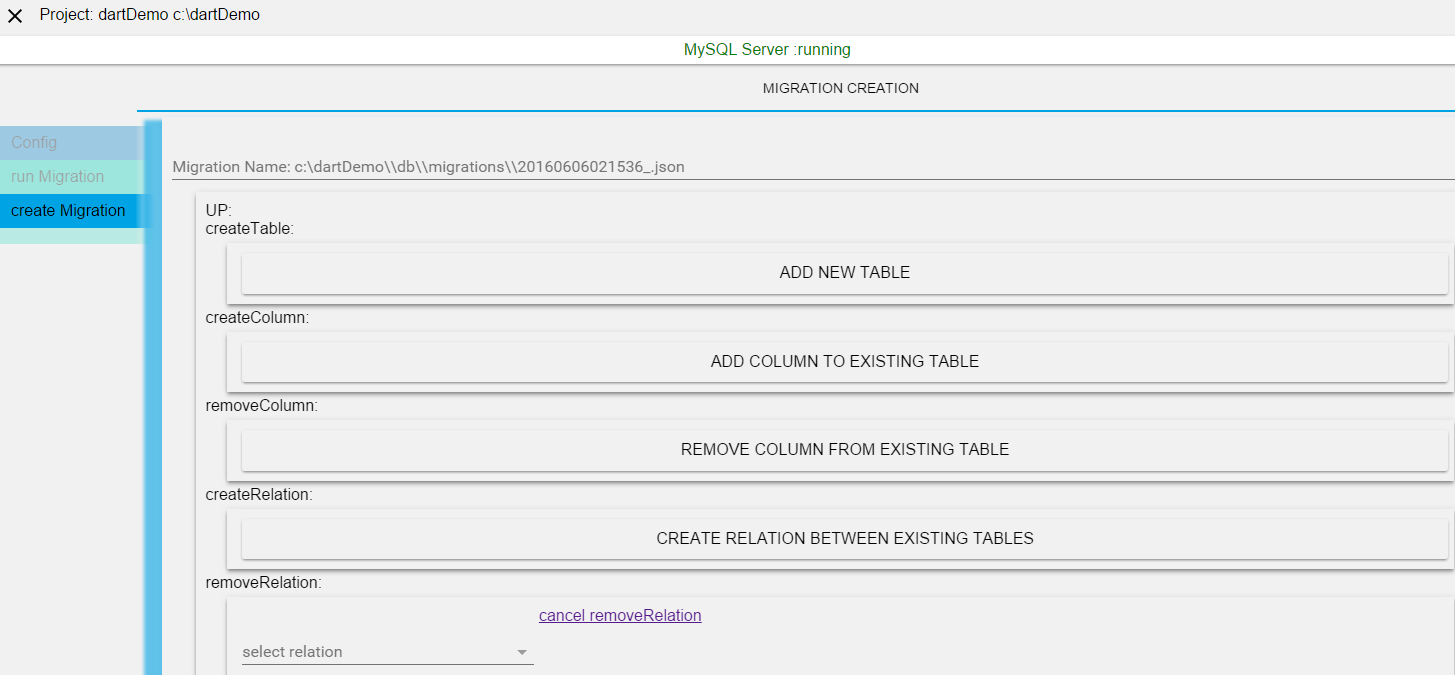 Project: dartDemo c:\dartDemo
MySQL Server :running
MIGRATION CREATION
Config
run Migration
create Migration
Migration Name: c:\dartDemo\\db\\migrations\\20160606021536_.json
UP:
createTable:
ADD NEW TABLE
createColumn:
ADD COLUMN TO EXISTING TABLE
removeColumn:
REMOVE COLUMN FROM EXISTING TABLE
createRelation:
CREATE RELATION BETWEEN EXISTING TABLES
removeRelation:
cancel removeRelation
select relation